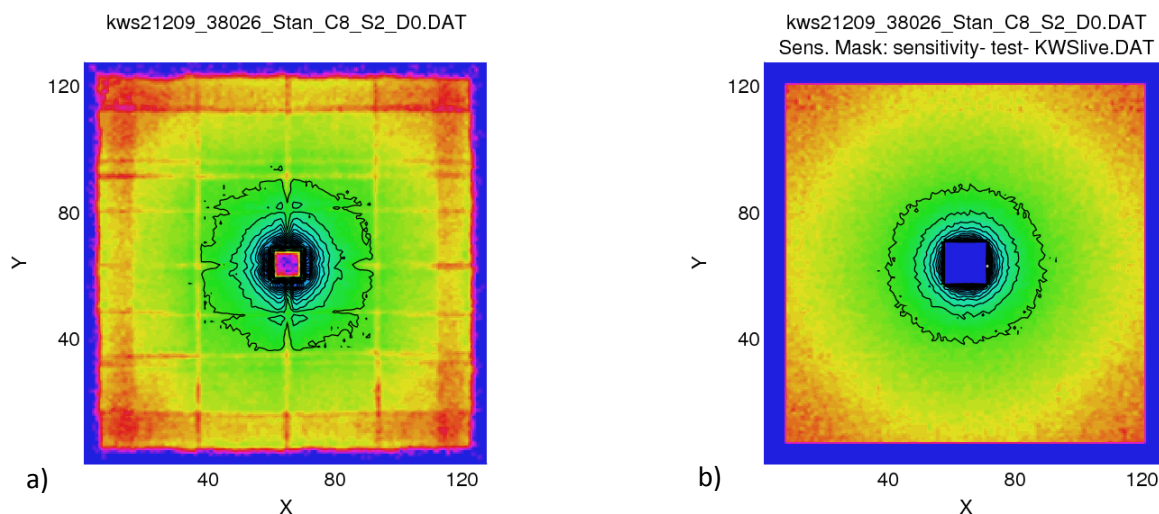 kws21209_38026_Stan_C8_S2_D0.DAT
120
80
40
Y
40
80
120
X
a)
kws21209_38026_Stan_C8_S2_D0.DAT
Sens. Mask: sensitivity- test- KWSlive.DAT
120
80
40
Y
40
80
120
X
b)